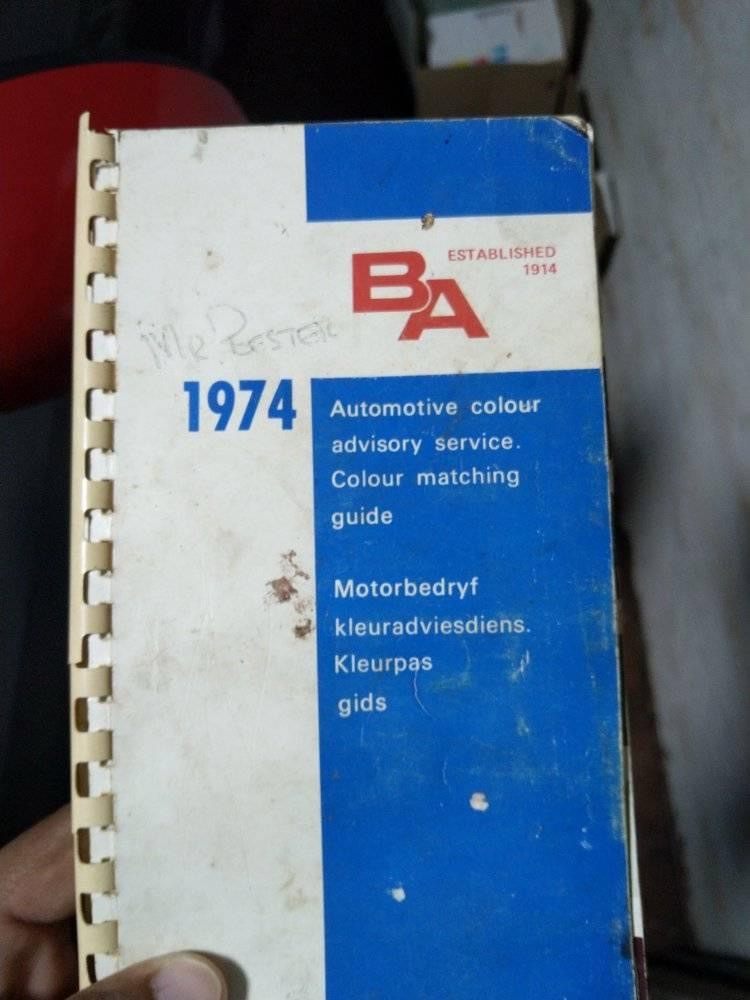 BA
ESTABLISHED
1914
Mr
1974
Automotive colour
advisory service.
Colour matching
guide
Motorbedryf
kleuradviesdiens.
Kleurpas
gids